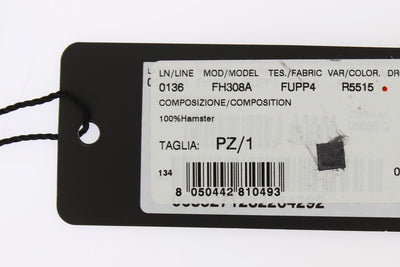 LN/LINE MOD/MODEL TES./FABRIC VAR/COLOR. DR
0136 FH308A FUPP4 R5515
COMPOSIZIONE/COMPOSITION
100%Hamster
TAGLIA: PZ/1
134
8 050442 810493